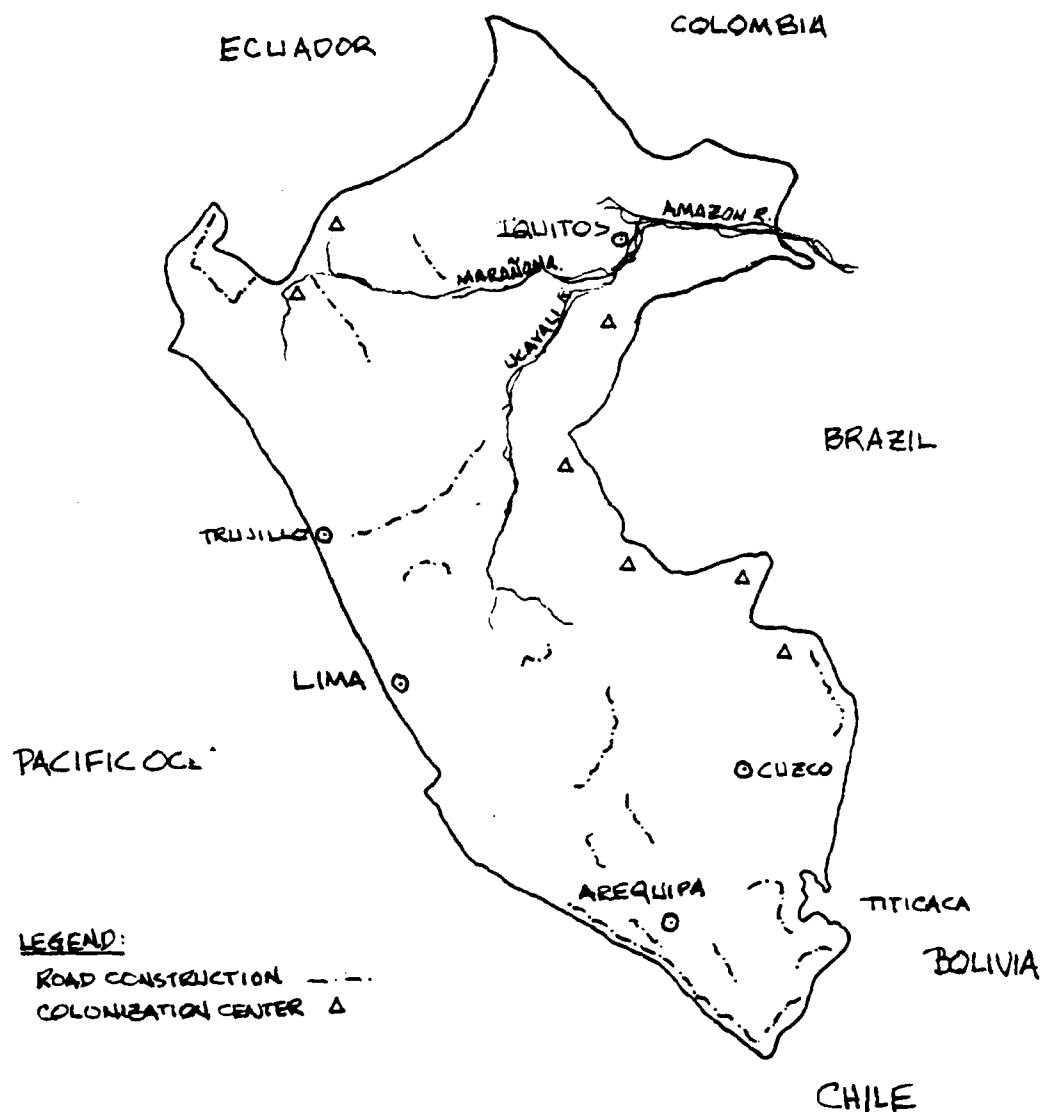 ECUADOR
COLOMBIA
AMAZON R.
IQUITOS
MARAÑON R.
UCAYALI
BRAZIL
TRUJILLO
LIMA
PACIFIC
CUZCO
AREQUIPA
TITICACA
BOLIVIA
LEGEND:
ROAD CONSTRUCTION
COLONIZATION CENTER
CHILE